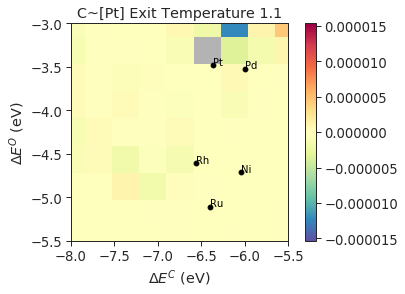 C~[Pt] Exit Temperature 1.1
−3.0
−3.5
−4.0
−4.5
−5.0
−5.5
ΔE^O (eV)
Pt
Pd
Rh
Ni
Ru
−8.0 −7.5 −7.0 −6.5 −6.0 −5.5
ΔE^C (eV)
0.000015
0.000010
0.000005
0.000000
−0.000005
−0.000010
−0.000015